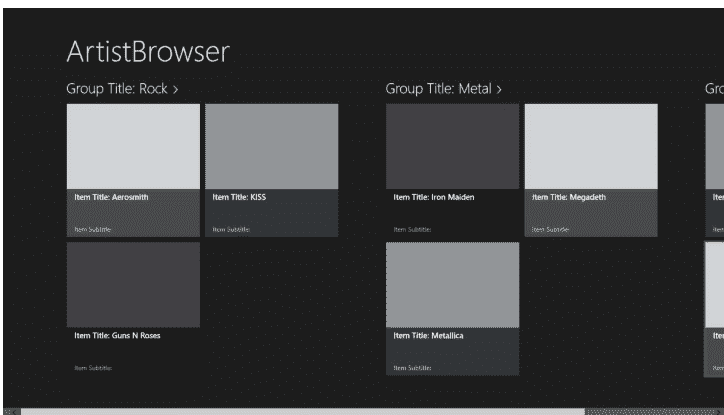 ArtistBrowser
Group Title: Rock >
Item Title: Aerosmith
Item Subtitle:
Item Title: KISS
Item Subtitle:
Item Title: Guns N Roses
Item Subtitle:
Group Title: Metal >
Item Title: Iron Maiden
Item Subtitle:
Item Title: Megadeth
Item Subtitle:
Item Title: Metallica
Item Subtitle: